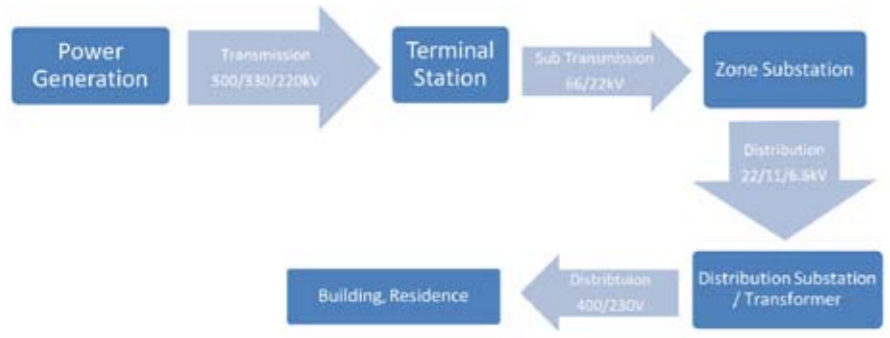 Power
Generation
Transmission
500/330/220kV
Terminal
Station
Sub Transmission
66/22kV
Zone Substation
Distribution
22/11/6.6kV
Distribution Substation
/ Transformer
Distribtuion
400/230V
Building, Residence